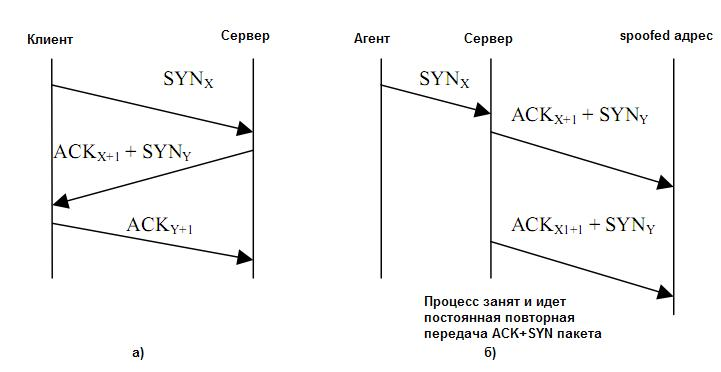 Клиент
Сервер
SYNX
ACKX+1 + SYNY
ACKY+1
а)
Агент
Сервер
spoofed адрес
SYNX
ACKX+1 + SYNY
ACKX1+1 + SYNY
Процесс занят и идет
постоянная повторная
передача ACK+SYN пакета
б)